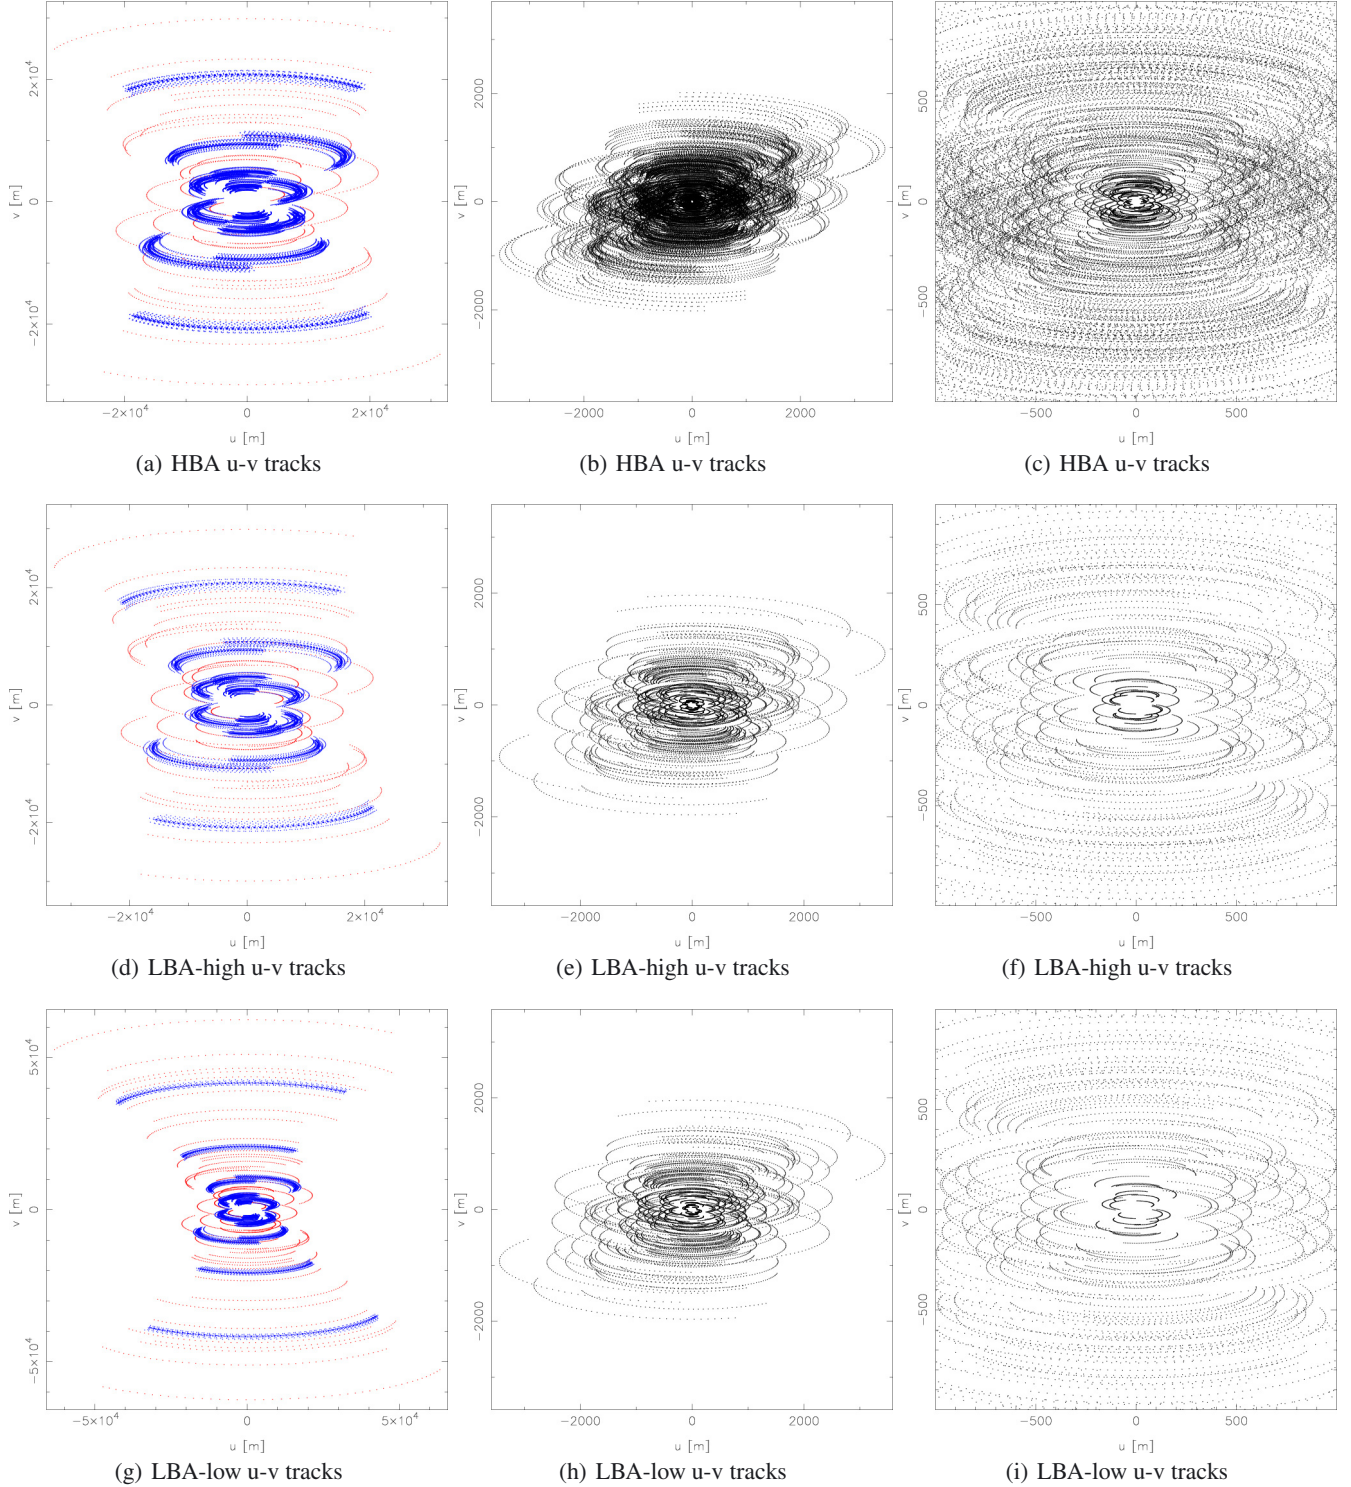 2×10⁴
0
−2×10⁴
v [m]
−2×10⁴ 0 2×10⁴
u [m]
(a) HBA u-v tracks
2000
0
−2000
v [m]
−2000 0 2000
u [m]
(b) HBA u-v tracks
500
0
−500
v [m]
−500 0 500
u [m]
(c) HBA u-v tracks
2×10⁴
0
−2×10⁴
v [m]
−2×10⁴ 0 2×10⁴
u [m]
(d) LBA-high u-v tracks
2000
0
−2000
v [m]
−2000 0 2000
u [m]
(e) LBA-high u-v tracks
500
0
−500
v [m]
−500 0 500
u [m]
(f) LBA-high u-v tracks
5×10⁴
0
−5×10⁴
v [m]
−5×10⁴ 0 5×10⁴
u [m]
(g) LBA-low u-v tracks
2000
0
−2000
v [m]
−2000 0 2000
u [m]
(h) LBA-low u-v tracks
500
0
−500
v [m]
−500 0 500
u [m]
(i) LBA-low u-v tracks